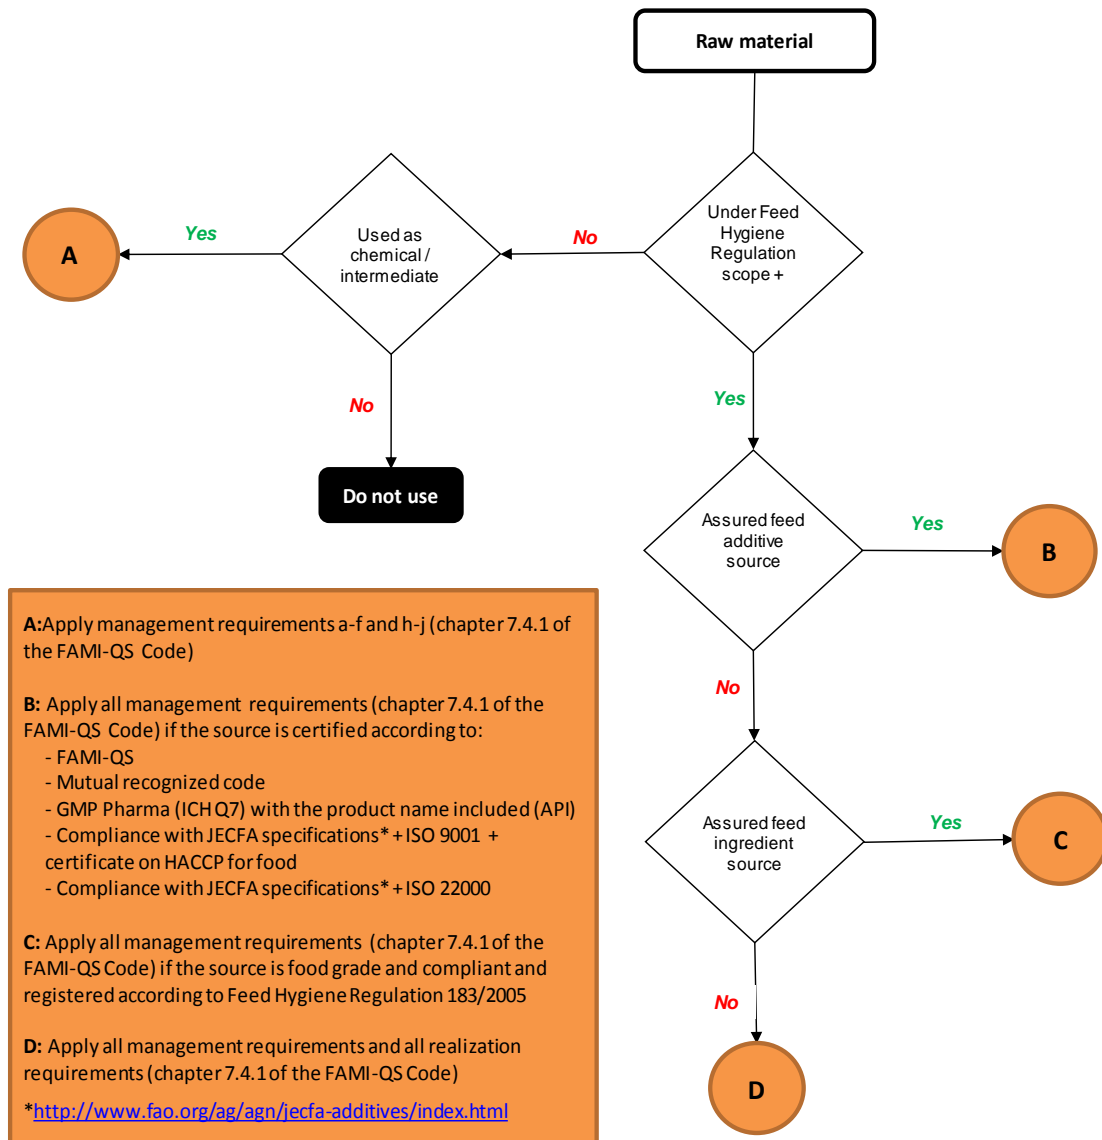 Raw material
Under Feed
Hygiene
Regulation
scope +
No
Used as
chemical /
intermediate
Yes
A
No
Do not use
Yes
Assured feed
additive
source
Yes
B
No
Assured feed
ingredient
source
Yes
C
No
D
A:Apply management requirements a-f and h-j (chapter 7.4.1 of
the FAMI-QS Code)
B: Apply all management requirements (chapter 7.4.1 of the
FAMI-QS Code) if the source is certified according to:
- FAMI-QS
- Mutual recognized code
- GMP Pharma (ICH Q7) with the product name included (API)
- Compliance with JECFA specifications* + ISO 9001 +
certificate on HACCP for food
- Compliance with JECFA specifications* + ISO 22000
C: Apply all management requirements (chapter 7.4.1 of the
FAMI-QS Code) if the source is food grade and compliant and
registered according to Feed Hygiene Regulation 183/2005
D: Apply all management requirements and all realization
requirements (chapter 7.4.1 of the FAMI-QS Code)
*http://www.fao.org/ag/agn/jecfa-additives/index.html